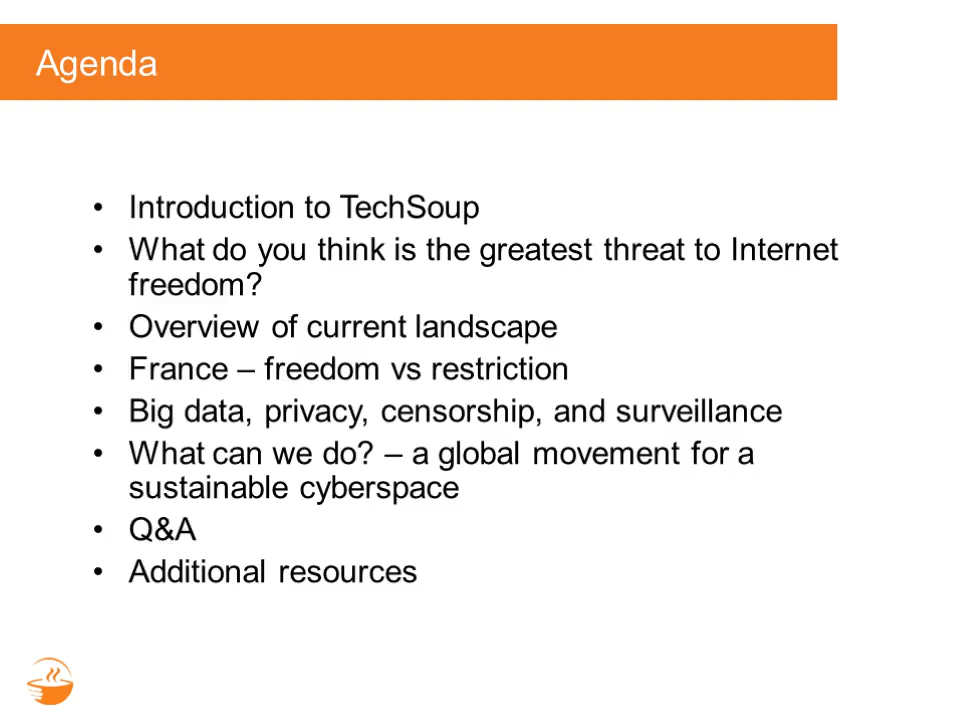 Agenda
• Introduction to TechSoup
• What do you think is the greatest threat to Internet
freedom?
• Overview of current landscape
• France – freedom vs restriction
• Big data, privacy, censorship, and surveillance
• What can we do? – a global movement for a
sustainable cyberspace
• Q&A
• Additional resources